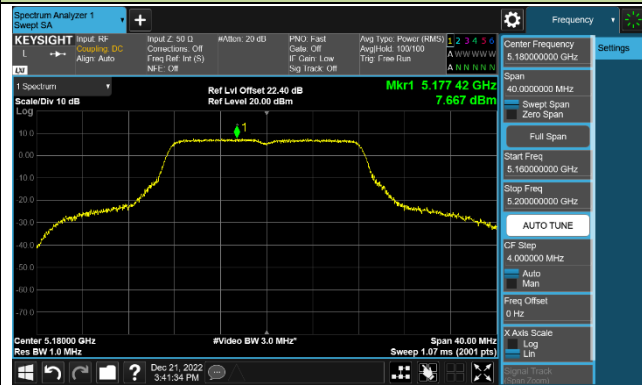 Spectrum Analyzer 1
Swept SA
Frequency
KEYSIGHT
L
LXI
Input: RF
Coupling: DC
Align: Auto
Input Z: 50 Ω
Corrections: Off
Freq Ref: Int (S)
NFE: Off
#Atten: 20 dB
PNO: Fast
Gate: Off
IF Gain: Low
Sig Track: Off
Avg Type: Power (RMS)
Avg|Hold: 100/100
Trig: Free Run
1 2 3 4 5 6
A W W W W W
A N N N N N
1 Spectrum
Scale/Div 10 dB
Ref Lvl Offset 22.40 dB
Ref Level 20.00 dBm
Mkr1 5.177 42 GHz
7.667 dBm
Log
1
10.0
0.00
-10.0
-20.0
-30.0
-40.0
-50.0
-60.0
-70.0
Center 5.18000 GHz
Res BW 1.0 MHz
#Video BW 3.0 MHz*
Span 40.00 MHz
Sweep 1.07 ms (2001 pts)
Dec 21, 2022
3:41:34 PM
?
Center Frequency
5.180000000 GHz
Span
40.0000000 MHz
Swept Span
Zero Span
Full Span
Start Freq
5.160000000 GHz
Stop Freq
5.200000000 GHz
AUTO TUNE
CF Step
4.000000 MHz
Auto
Man
Freq Offset
0 Hz
X Axis Scale
Log
Lin
Signal Track
(Span Zoom)
Settings